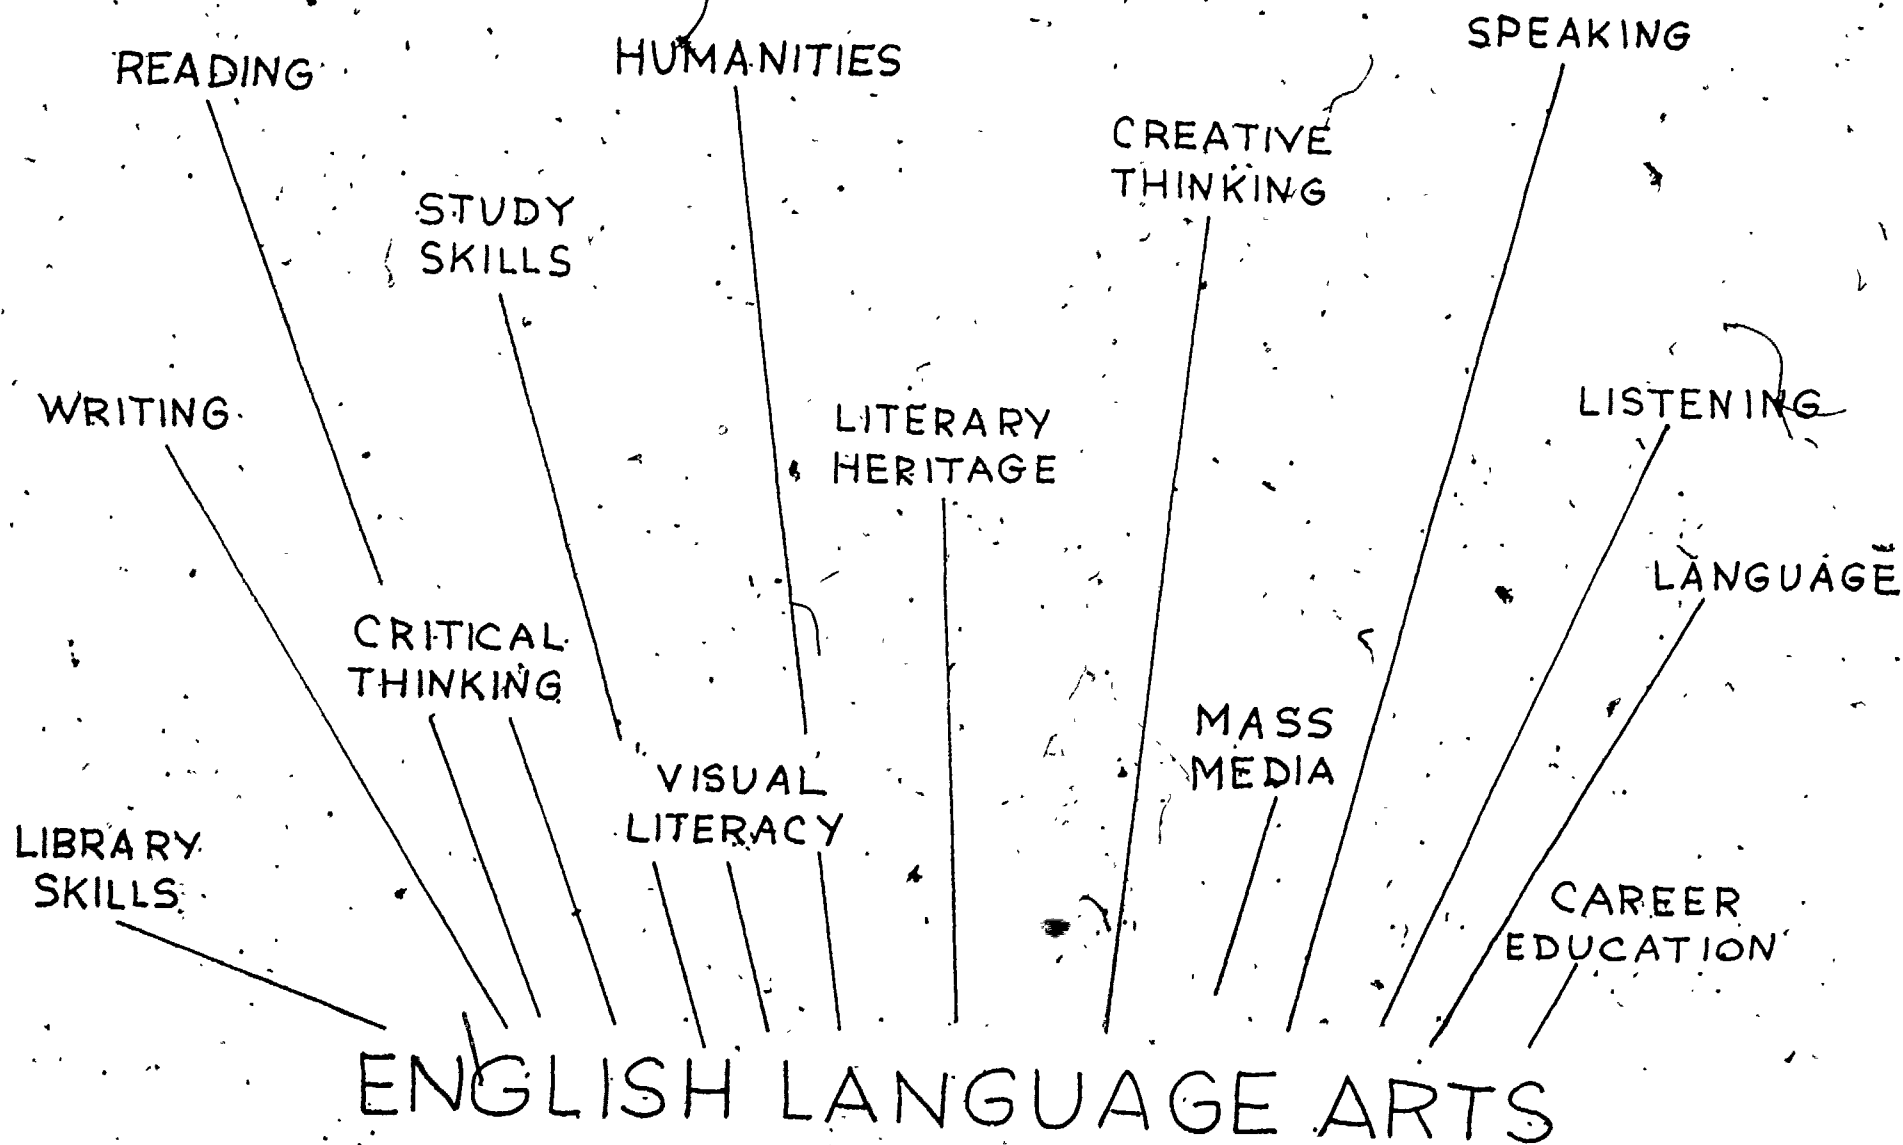 READING
HUMANITIES
SPEAKING
CREATIVE
THINKING
STUDY
SKILLS
WRITING
LITERARY
HERITAGE
LISTENING
LANGUAGE
CRITICAL
THINKING
MASS
MEDIA
VISUAL
LITERACY
LIBRARY
SKILLS
CAREER
EDUCATION
ENGLISH LANGUAGE ARTS